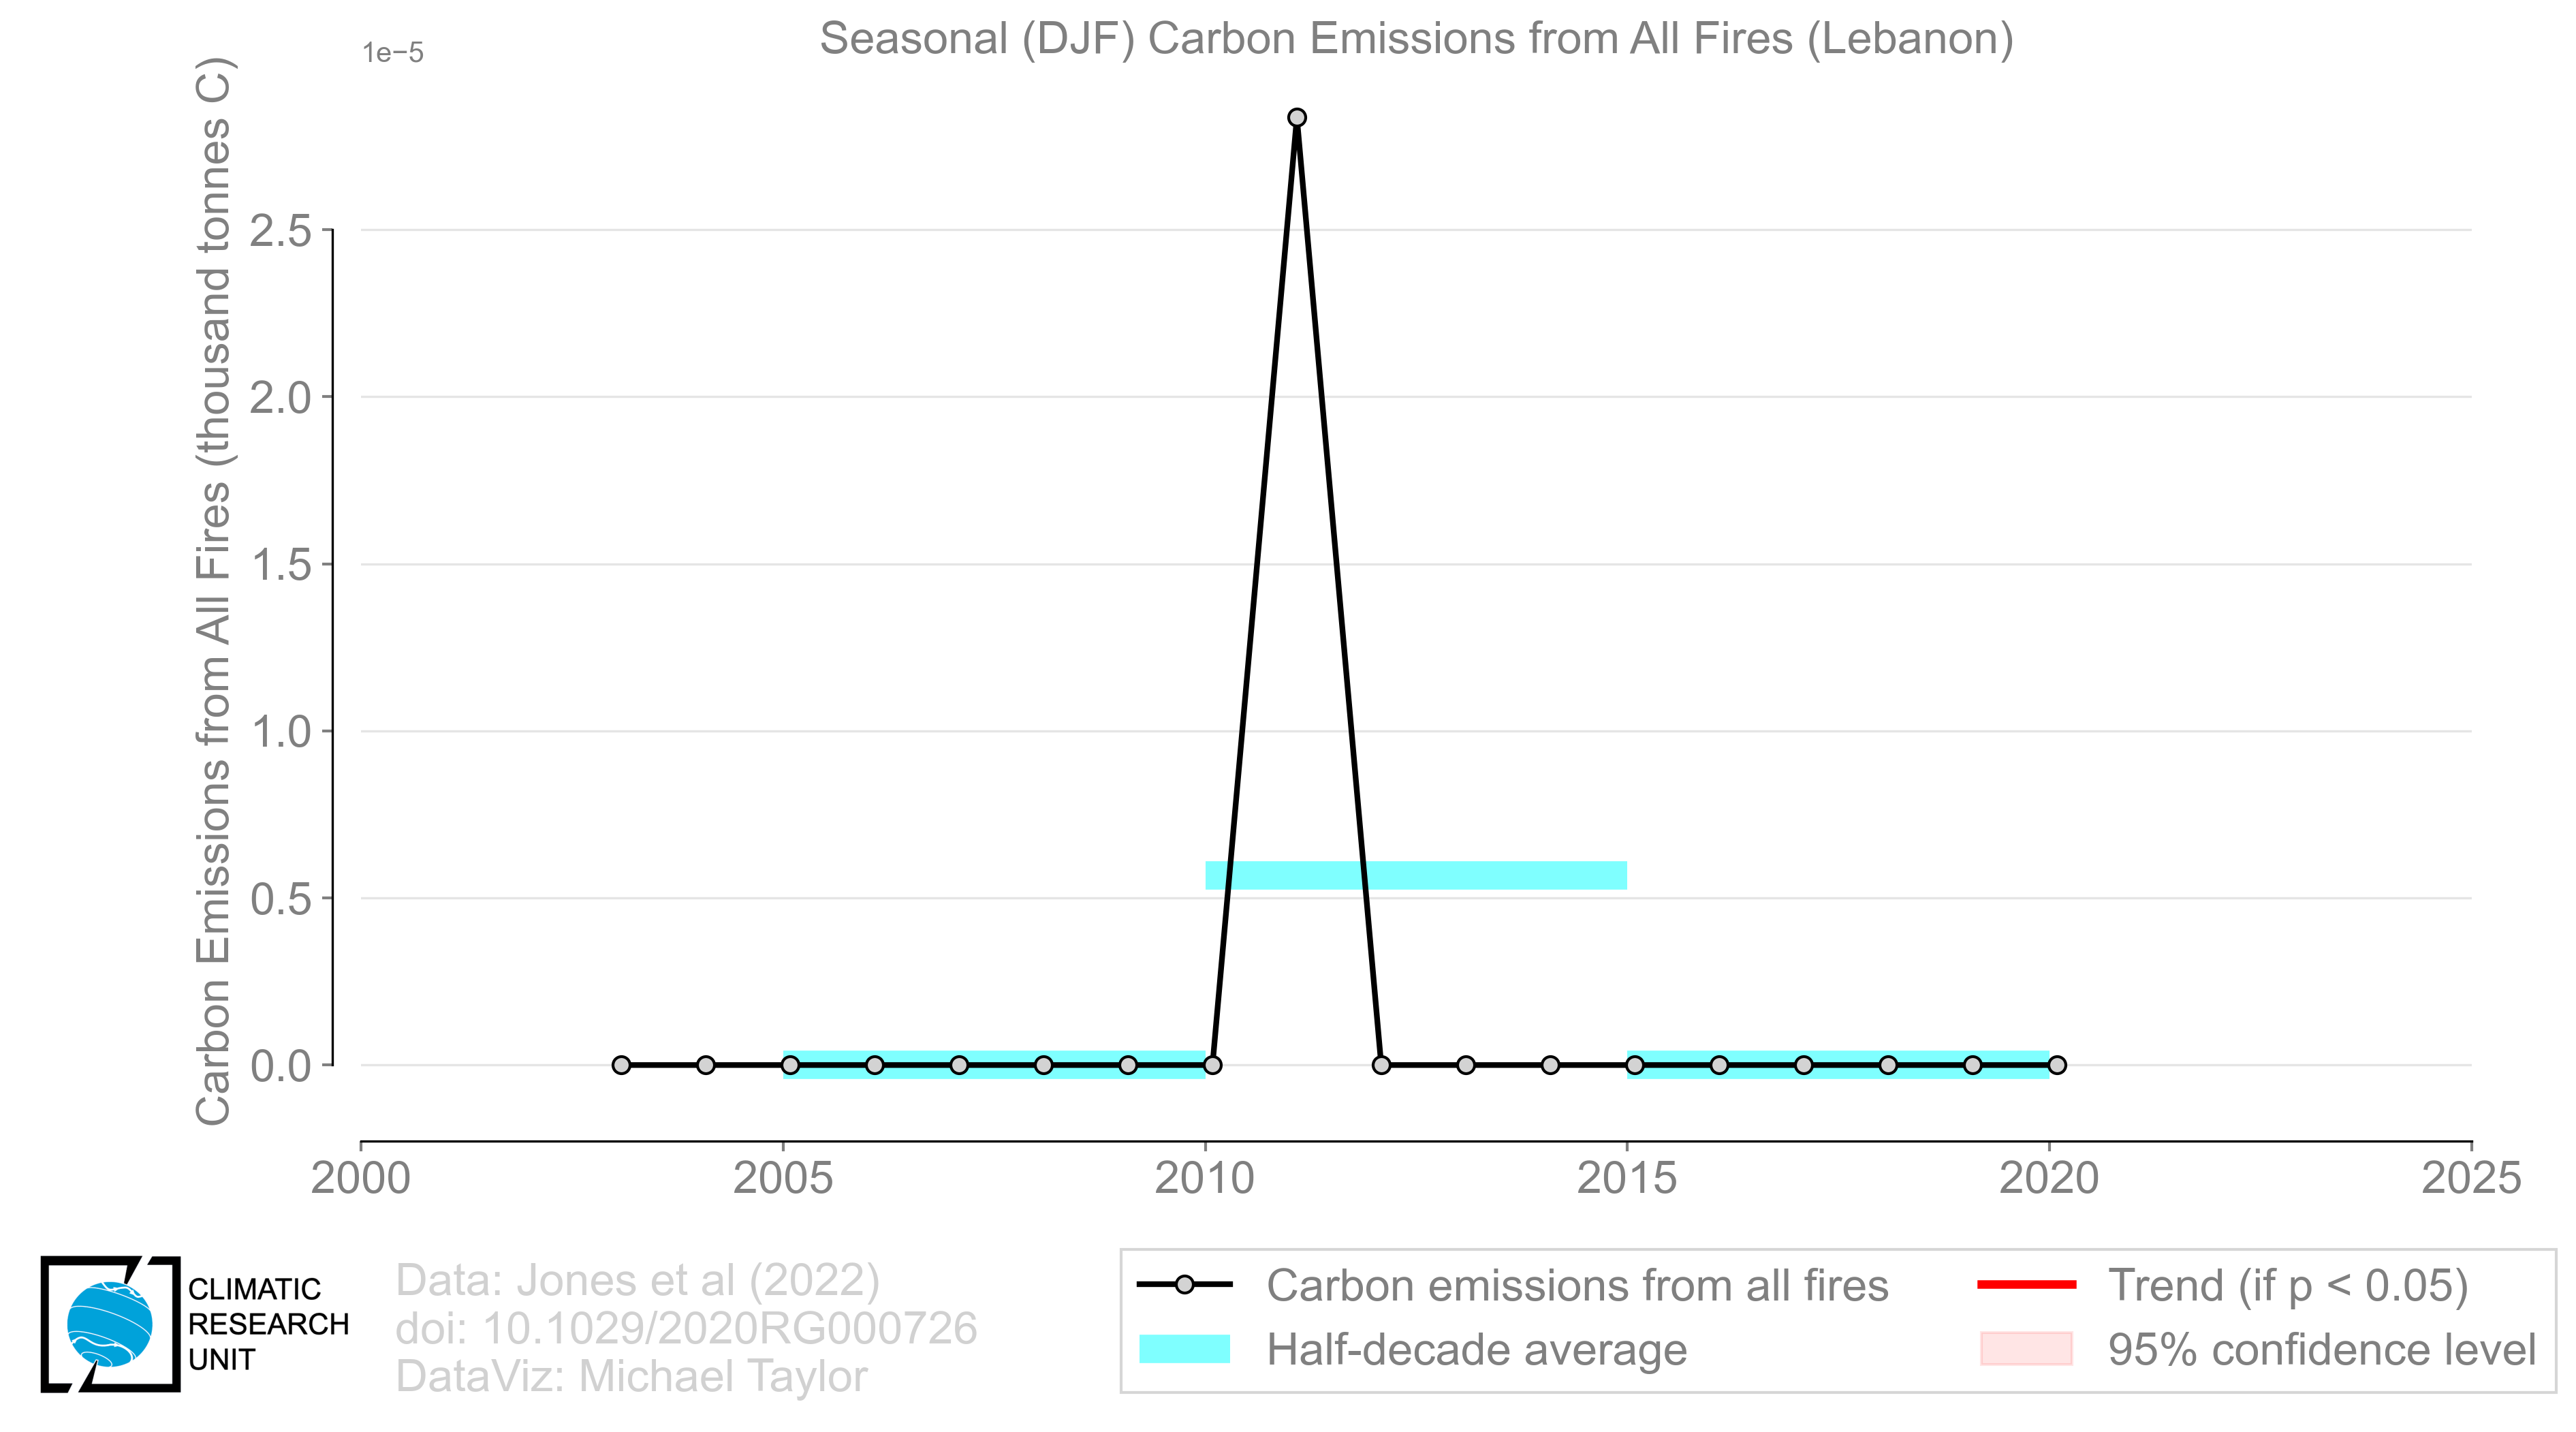 Seasonal (DJF) Carbon Emissions from All Fires (Lebanon)
1e−5
Carbon Emissions from All Fires (thousand tonnes C)
2.5
2.0
1.5
1.0
0.5
0.0
2000 2005 2010 2015 2020 2025
CLIMATIC
RESEARCH
UNIT
Data: Jones et al (2022)
doi: 10.1029/2020RG000726
DataViz: Michael Taylor
Carbon emissions from all fires
Half-decade average
Trend (if p < 0.05)
95% confidence level